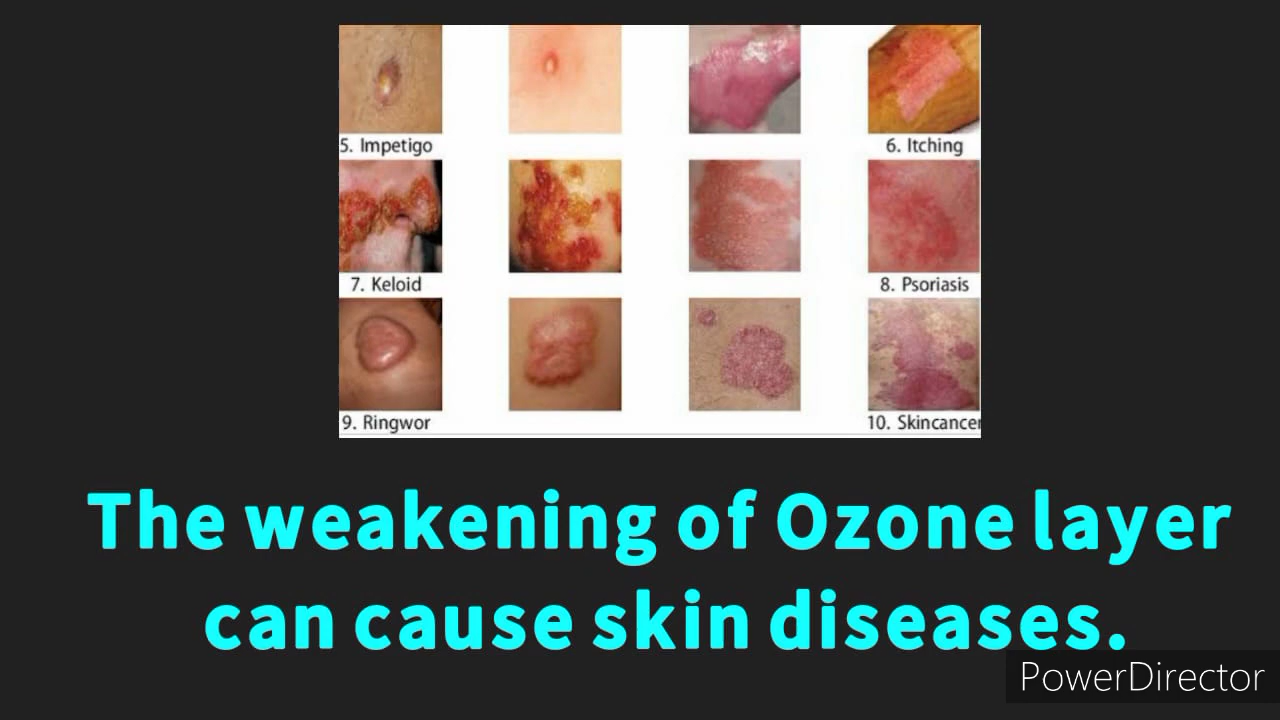 5. Impetigo
6. Itching
7. Keloid
8. Psoriasis
9. Ringwor
10. Skincancer
The weakening of Ozone layer
can cause skin diseases.
PowerDirector